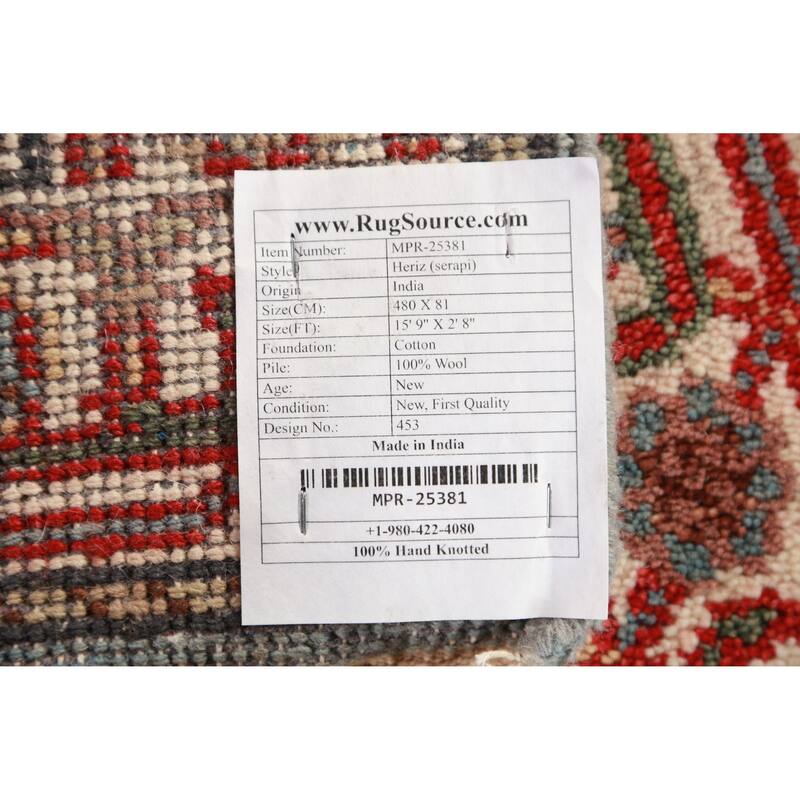 www.RugSource.com
Item Number: MPR-25381
Style: Heriz (serapi)
Origin India
Size(CM): 480 X 81
Size(FT): 15' 9" X 2' 8"
Foundation: Cotton
Pile: 100% Wool
Age: New
Condition: New, First Quality
Design No.: 453
Made in India
MPR-25381
+1-980-422-4080
100% Hand Knotted